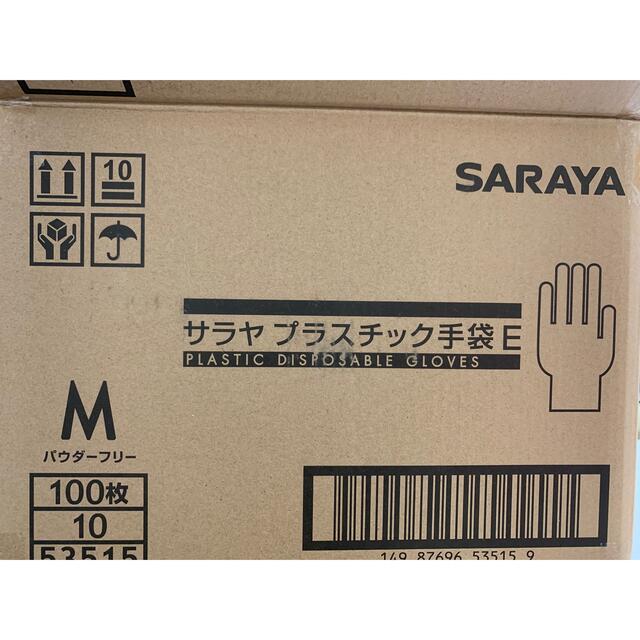 10
SARAYA
サラヤ プラスチック手袋 E
PLASTIC DISPOSABLE GLOVES
M
パウダーフリー
100枚
10
53515
149 87696 53515 9